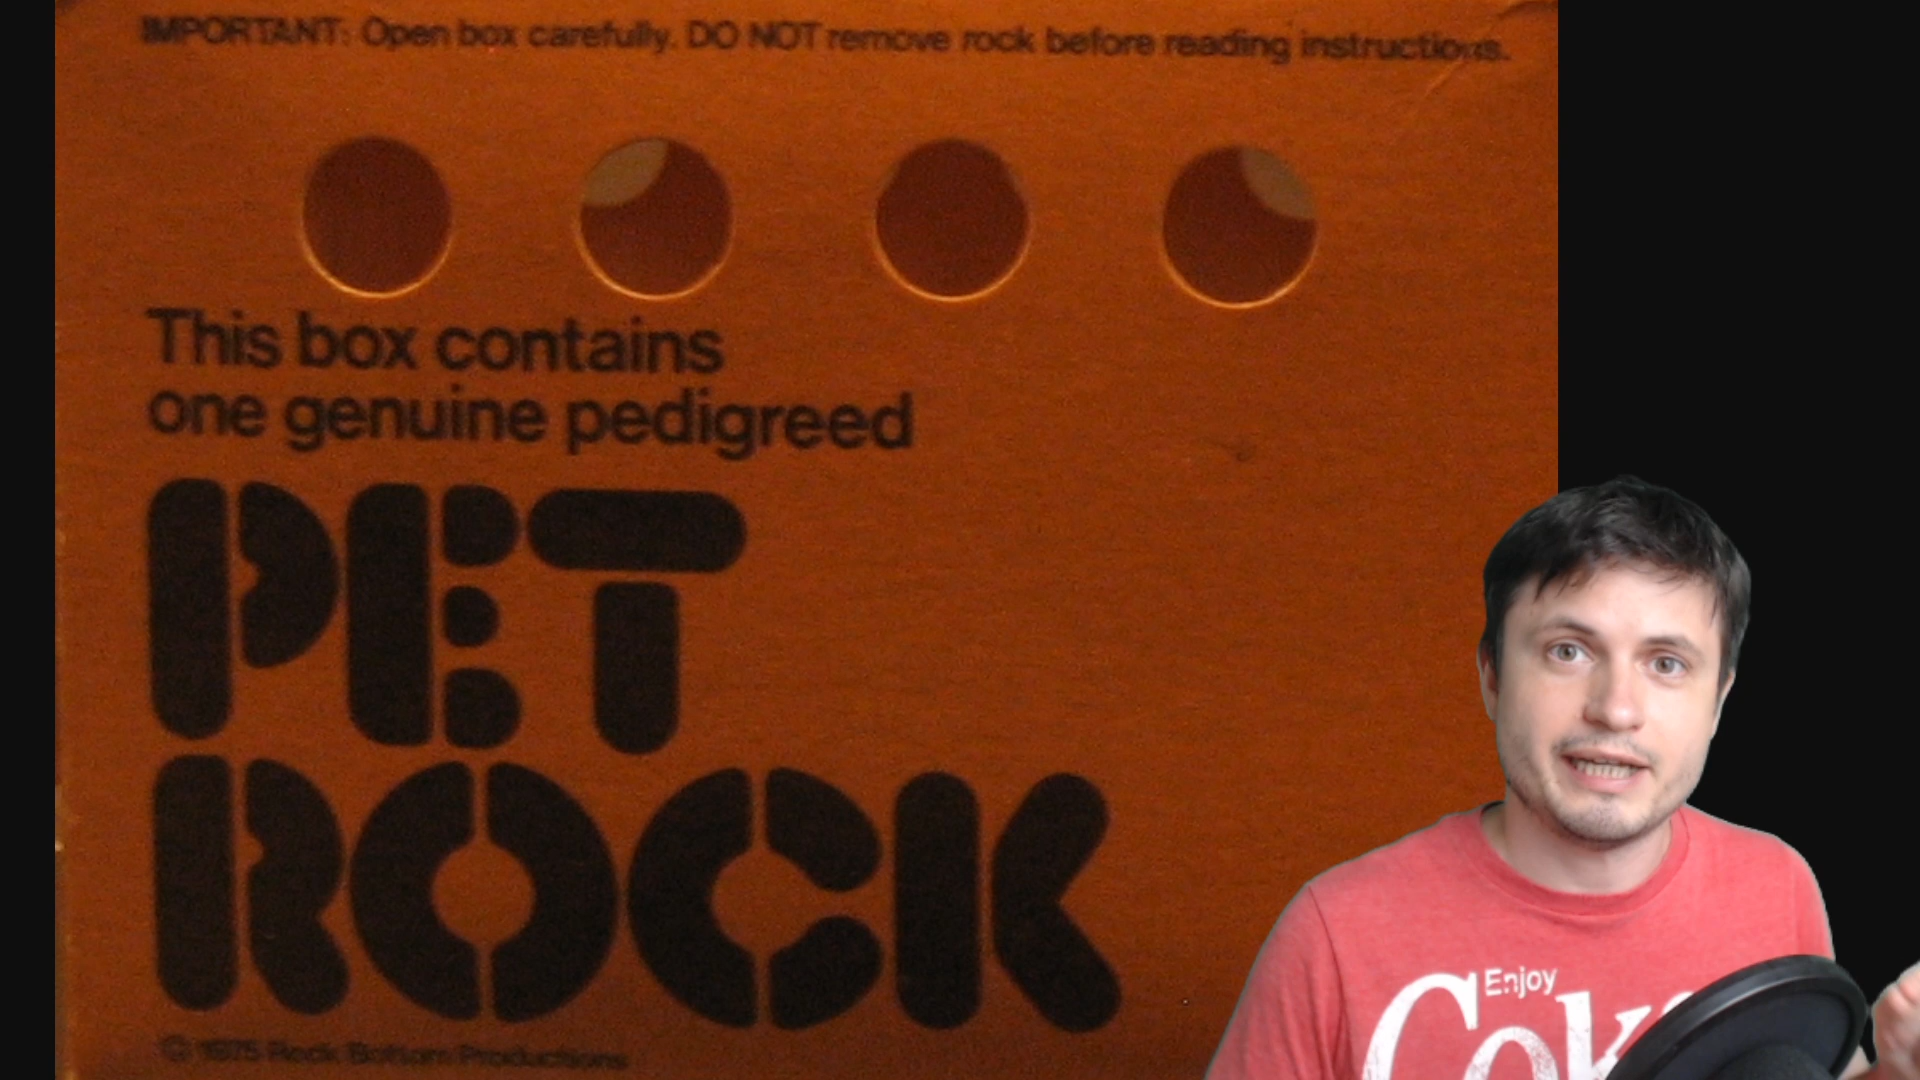 IMPORTANT: Open box carefully. DO NOT remove rock before reading instructions.
This box contains
one genuine pedigreed
PET
ROCK
© 1975 Rock Bottom Productions
Enjoy
Coke